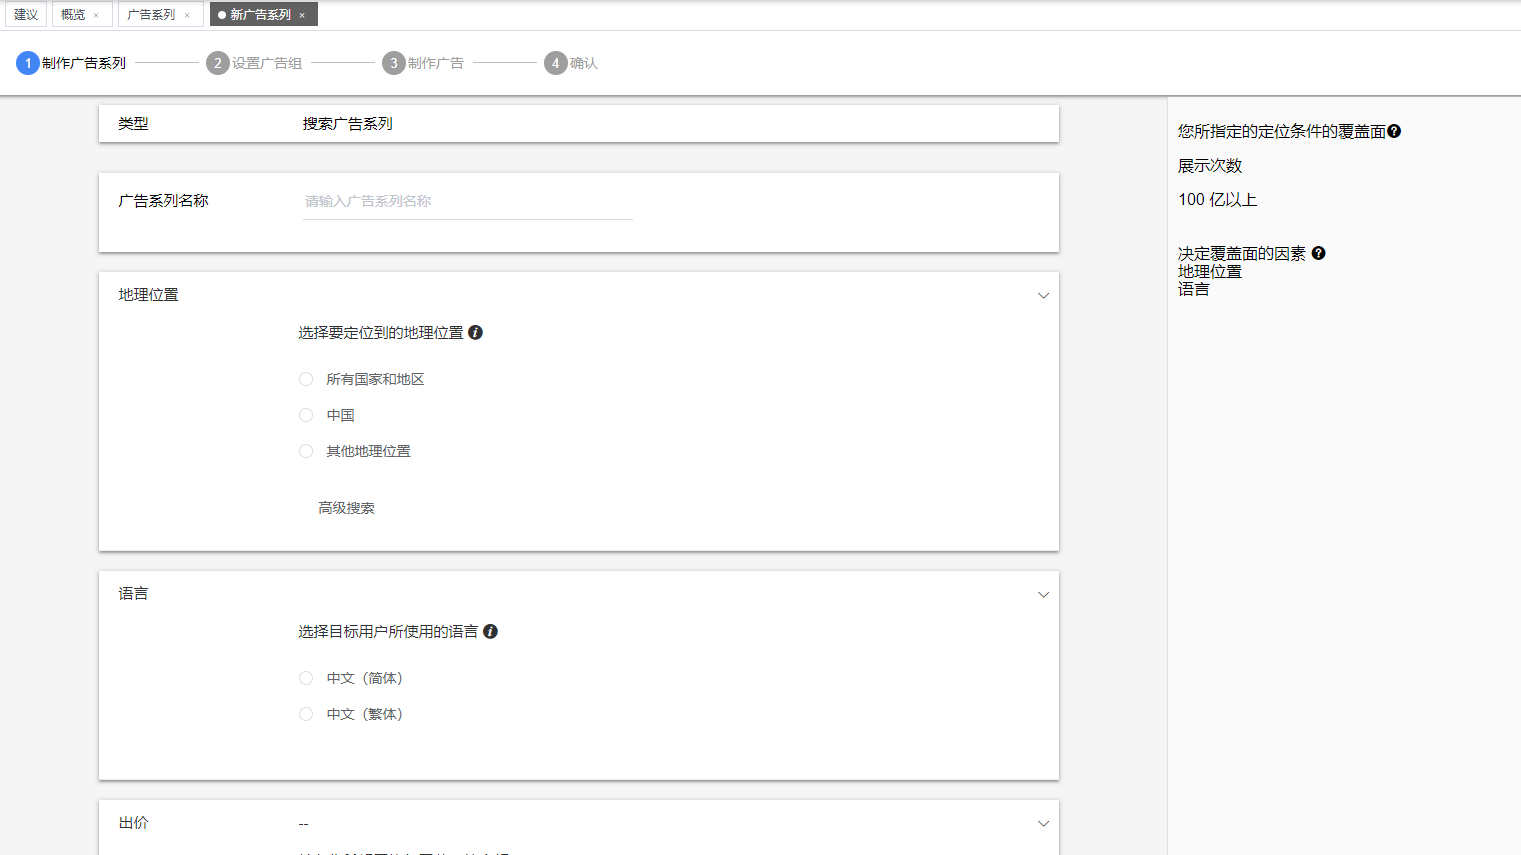 建议 概览 × 广告系列 × 新广告系列 ×
1 制作广告系列 2 设置广告组 3 制作广告 4 确认
类型 搜索广告系列
广告系列名称 请输入广告系列名称
地理位置
选择要定位到的地理位置
所有国家和地区
中国
其他地理位置
高级搜索
语言
选择目标用户所使用的语言
中文（简体）
中文（繁体）
出价 --
您所指定的定位条件的覆盖面
展示次数
100 亿以上
决定覆盖面的因素
地理位置
语言